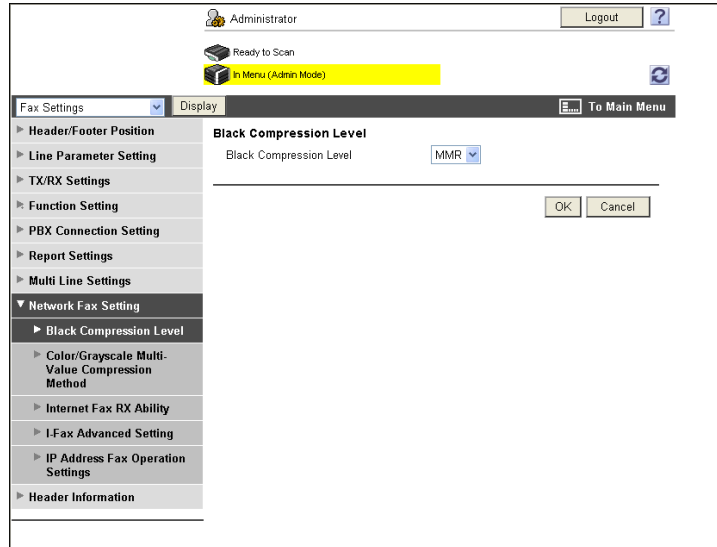 Administrator
Logout
?
Ready to Scan
In Menu (Admin Mode)
Fax Settings
Display
To Main Menu
Header/Footer Position
Line Parameter Setting
TX/RX Settings
Function Setting
PBX Connection Setting
Report Settings
Multi Line Settings
Network Fax Setting
Black Compression Level
Color/Grayscale Multi-
Value Compression
Method
Internet Fax RX Ability
I-Fax Advanced Setting
IP Address Fax Operation
Settings
Header Information
Black Compression Level
Black Compression Level
MMR
OK
Cancel